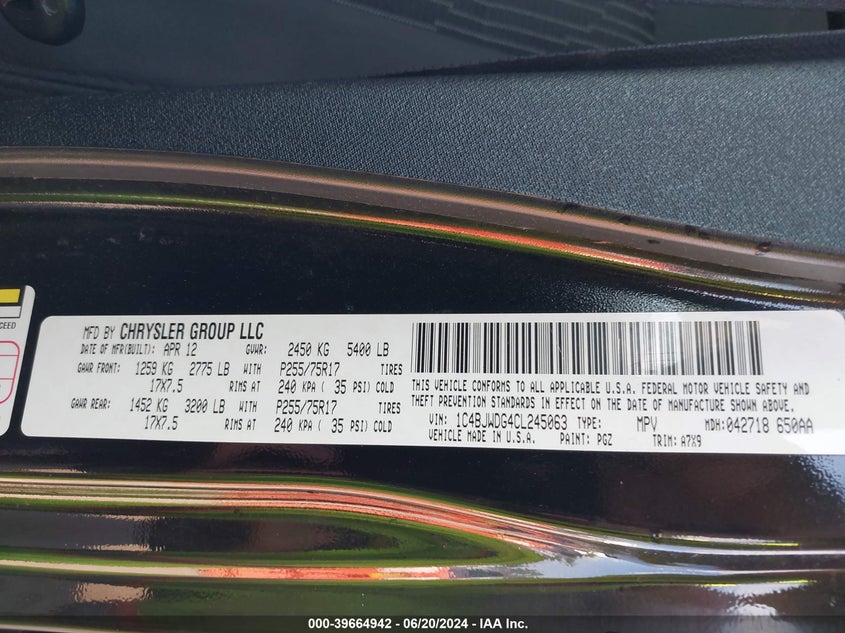 CEED
MFD BY CHRYSLER GROUP LLC
DATE OF MFR(BUILT): APR 12 GVWR: 2450 KG 5400 LB
GAWR FRONT: 1259 KG 2775 LB WITH P255/75R17 TIRES
17X7.5 RIMS AT 240 KPA ( 35 PSI) COLD
GAWR REAR: 1452 KG 3200 LB WITH P255/75R17 TIRES
17X7.5 RIMS AT 240 KPA ( 35 PSI) COLD
THIS VEHICLE CONFORMS TO ALL APPLICABLE U.S.A. FEDERAL MOTOR VEHICLE SAFETY AND
THEFT PREVENTION STANDARDS IN EFFECT ON THE DATE OF MANUFACTURE SHOWN ABOVE.
VIN: 1C4BJWDG4CL245063 TYPE: MPV MDH: 042718 650AA
VEHICLE MADE IN U.S.A. PAINT: PGZ TRIM: A7X9
000-39664942 / 06/20/2024 - IAA Inc.